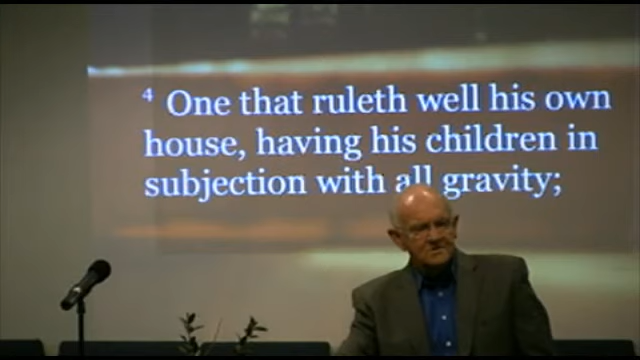 4 One that ruleth well his own
house, having his children in
subjection with all gravity;